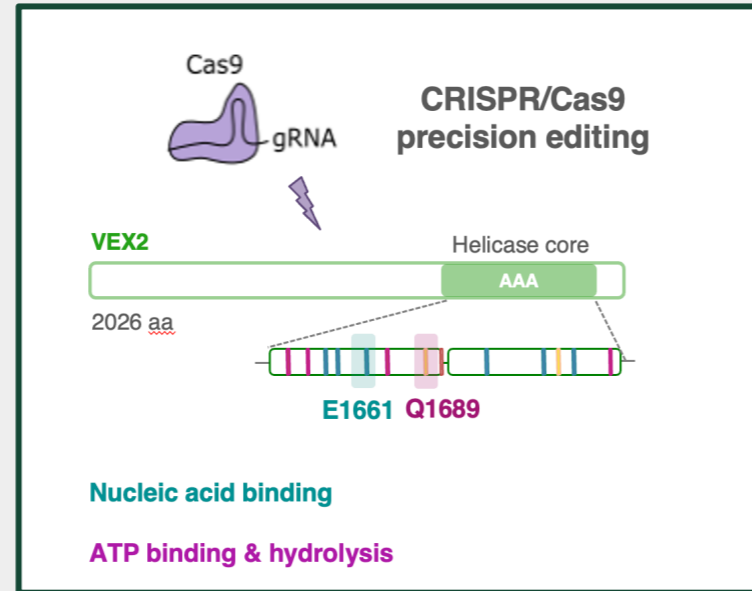 Cas9
gRNA
CRISPR/Cas9
precision editing
VEX2
Helicase core
AAA
2026 aa
E1661 Q1689
Nucleic acid binding
ATP binding & hydrolysis